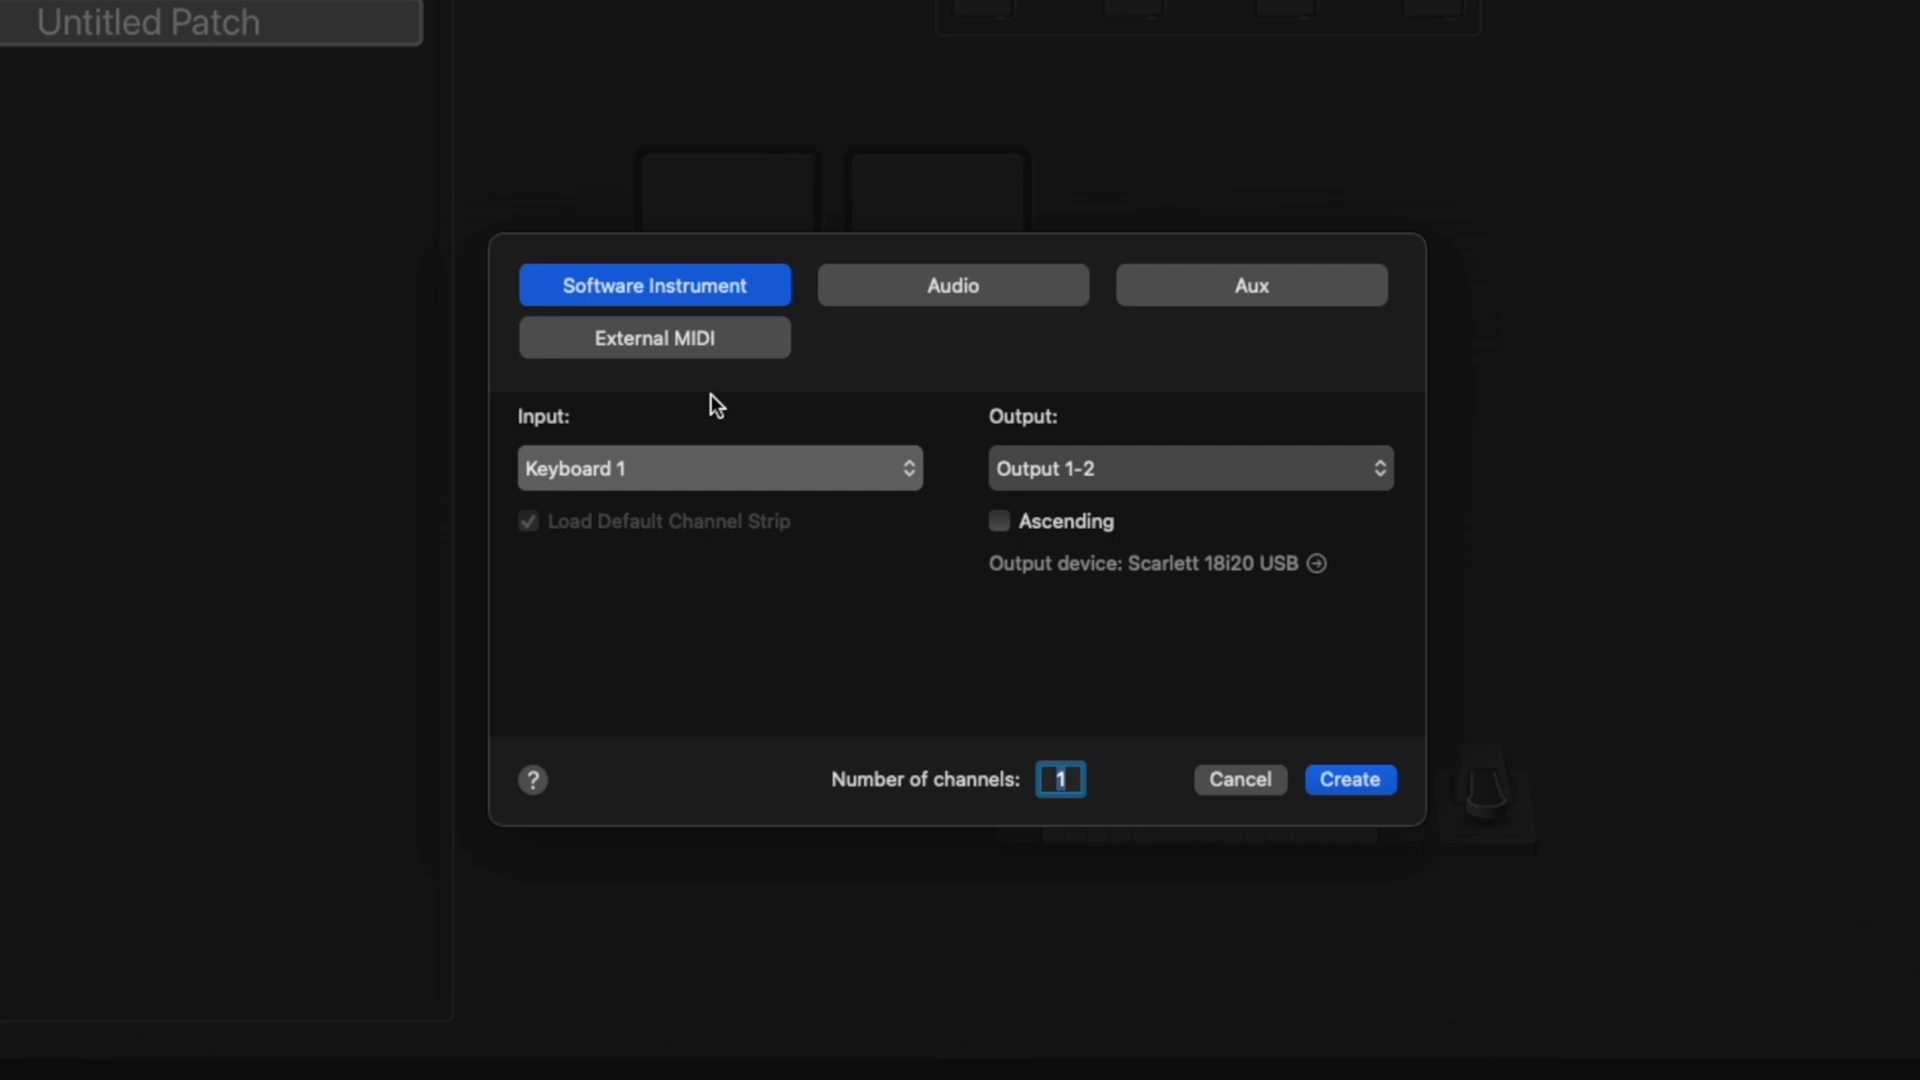 Untitled Patch
Software Instrument
Audio
Aux
External MIDI
Input:
Output:
Keyboard 1
Output 1-2
Load Default Channel Strip
Ascending
Output device: Scarlett 18i20 USB
?
Number of channels: 1
Cancel
Create